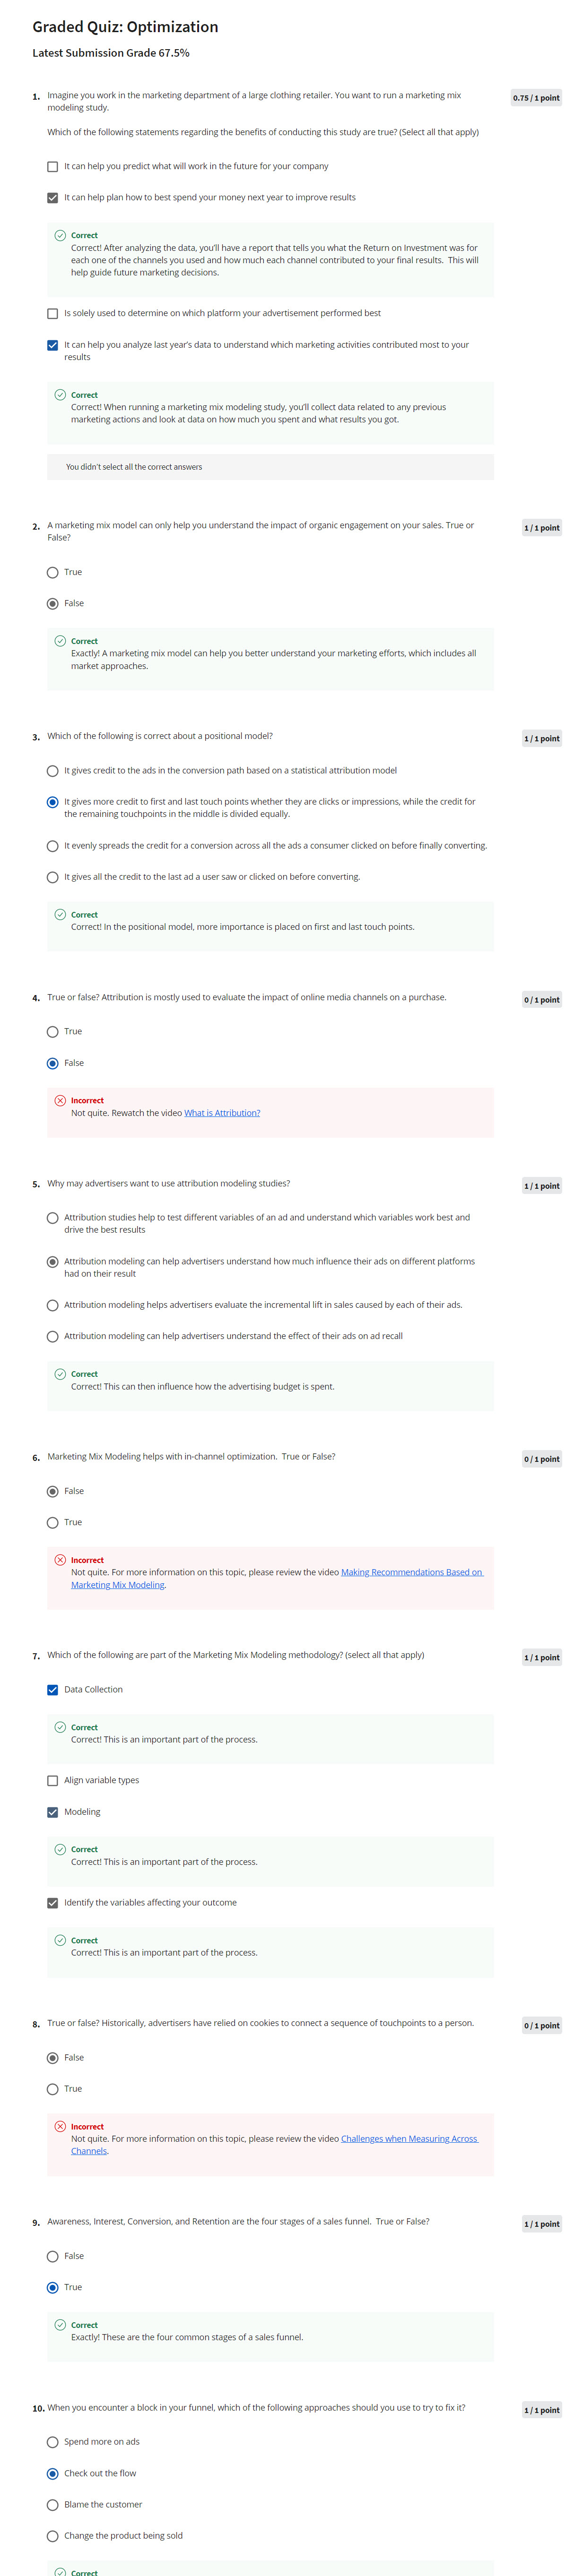 Graded Quiz: Optimization
Latest Submission Grade 67.5%
1. Imagine you work in the marketing department of a large clothing retailer. You want to run a marketing mix
modeling study.
0.75 / 1 point
Which of the following statements regarding the benefits of conducting this study are true? (Select all that apply)
It can help you predict what will work in the future for your company
It can help plan how to best spend your money next year to improve results
Correct
Correct! After analyzing the data, you'll have a report that tells you what the Return on Investment was for
each one of the channels you used and how much each channel contributed to your final results. This will
help guide future marketing decisions.
Is solely used to determine on which platform your advertisement performed best
It can help you analyze last year's data to understand which marketing activities contributed most to your
results
Correct
Correct! When running a marketing mix modeling study, you'll collect data related to any previous
marketing actions and look at data on how much you spent and what results you got.
You didn't select all the correct answers
2. A marketing mix model can only help you understand the impact of organic engagement on your sales. True or
False?
1 / 1 point
True
False
Correct
Exactly! A marketing mix model can help you better understand your marketing efforts, which includes all
market approaches.
3. Which of the following is correct about a positional model?
1 / 1 point
It gives credit to the ads in the conversion path based on a statistical attribution model
It gives more credit to first and last touch points whether they are clicks or impressions, while the credit for
the remaining touchpoints in the middle is divided equally.
It evenly spreads the credit for a conversion across all the ads a consumer clicked on before finally converting.
It gives all the credit to the last ad a user saw or clicked on before converting.
Correct
Correct! In the positional model, more importance is placed on first and last touch points.
4. True or false? Attribution is mostly used to evaluate the impact of online media channels on a purchase.
0 / 1 point
True
False
Incorrect
Not quite. Rewatch the video What is Attribution?
5. Why may advertisers want to use attribution modeling studies?
1 / 1 point
Attribution studies help to test different variables of an ad and understand which variables work best and
drive the best results
Attribution modeling can help advertisers understand how much influence their ads on different platforms
had on their result
Attribution modeling helps advertisers evaluate the incremental lift in sales caused by each of their ads.
Attribution modeling can help advertisers understand the effect of their ads on ad recall
Correct
Correct! This can then influence how the advertising budget is spent.
6. Marketing Mix Modeling helps with in-channel optimization. True or False?
0 / 1 point
False
True
Incorrect
Not quite. For more information on this topic, please review the video Making Recommendations Based on
Marketing Mix Modeling.
7. Which of the following are part of the Marketing Mix Modeling methodology? (select all that apply)
1 / 1 point
Data Collection
Correct
Correct! This is an important part of the process.
Align variable types
Modeling
Correct
Correct! This is an important part of the process.
Identify the variables affecting your outcome
Correct
Correct! This is an important part of the process.
8. True or false? Historically, advertisers have relied on cookies to connect a sequence of touchpoints to a person.
0 / 1 point
False
True
Incorrect
Not quite. For more information on this topic, please review the video Challenges when Measuring Across
Channels.
9. Awareness, Interest, Conversion, and Retention are the four stages of a sales funnel. True or False?
1 / 1 point
False
True
Correct
Exactly! These are the four common stages of a sales funnel.
10. When you encounter a block in your funnel, which of the following approaches should you use to try to fix it?
1 / 1 point
Spend more on ads
Check out the flow
Blame the customer
Change the product being sold
Correct